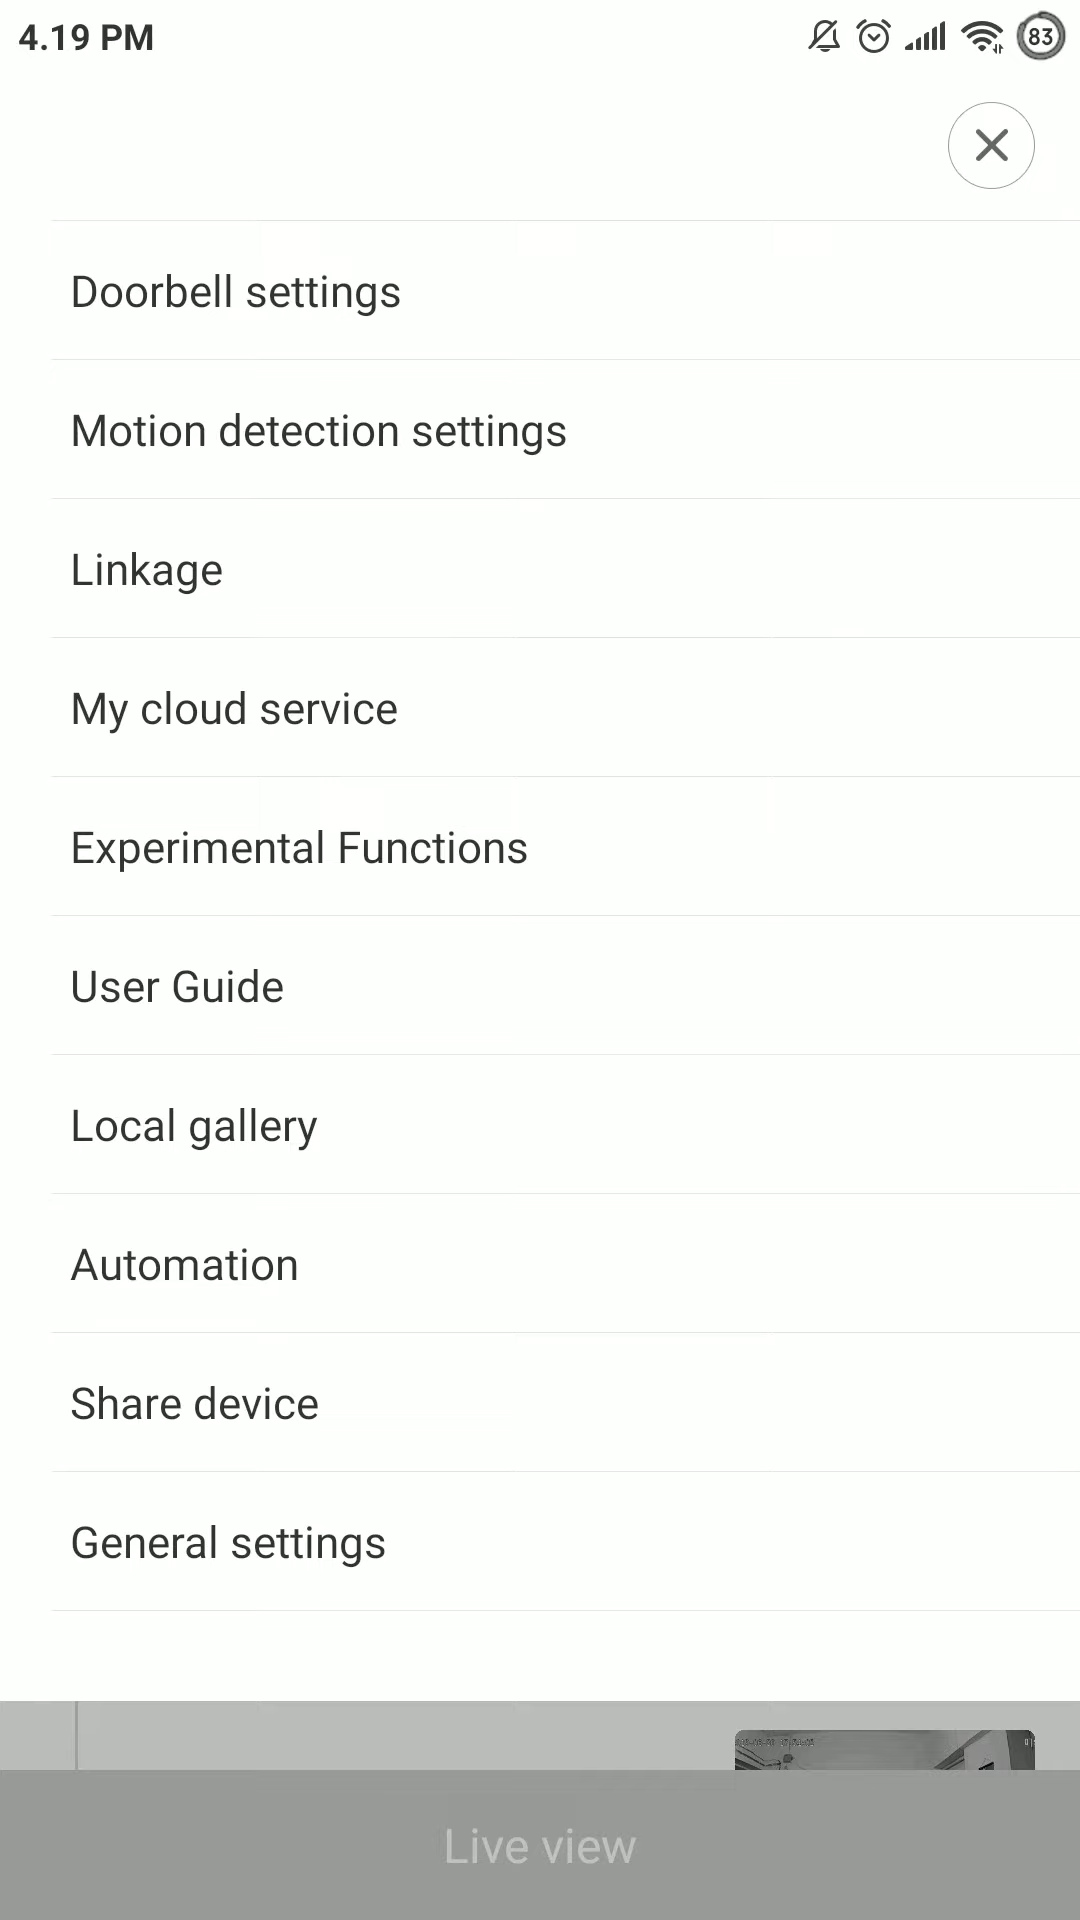 4.19 PM
83
Doorbell settings
Motion detection settings
Linkage
My cloud service
Experimental Functions
User Guide
Local gallery
Automation
Share device
General settings
Live view